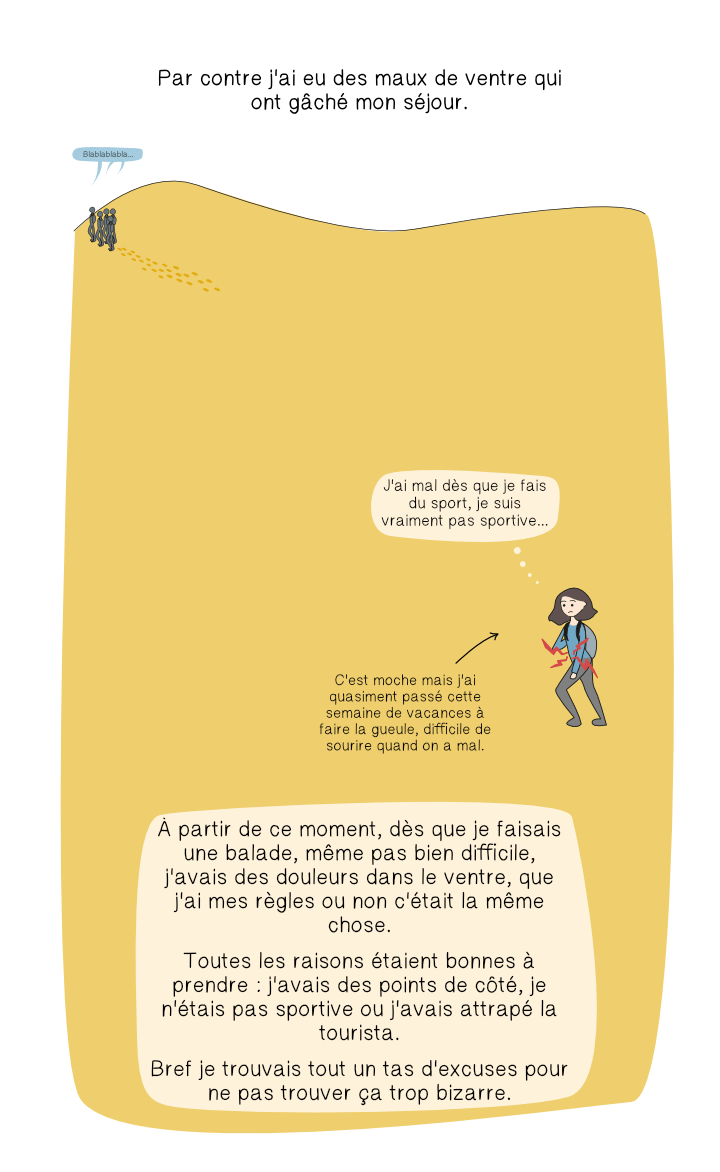 Par contre j'ai eu des maux de ventre qui
ont gâché mon séjour.
Blablablabla...
J'ai mal dès que je fais
du sport, je suis
vraiment pas sportive...
C'est moche mais j'ai
quasiment passé cette
semaine de vacances à
faire la gueule, difficile de
sourire quand on a mal.
À partir de ce moment, dès que je faisais
une balade, même pas bien difficile,
j'avais des douleurs dans le ventre, que
j'ai mes règles ou non c'était la même
chose.
Toutes les raisons étaient bonnes à
prendre : j'avais des points de côté, je
n'étais pas sportive ou j'avais attrapé la
tourista.
Bref je trouvais tout un tas d'excuses pour
ne pas trouver ça trop bizarre.